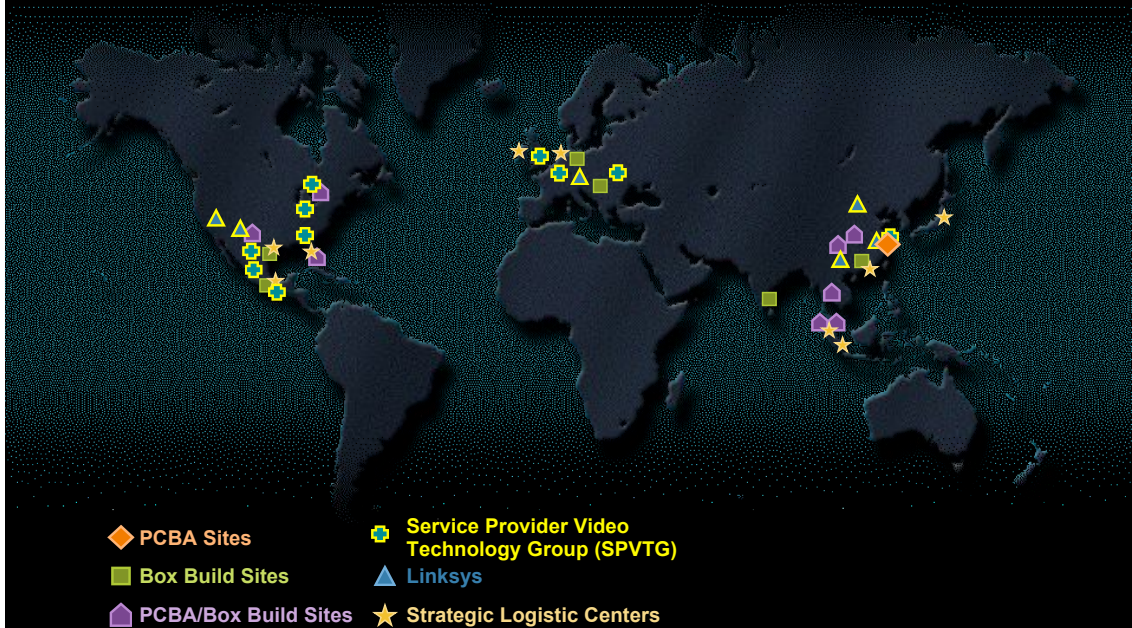 PCBA Sites
Box Build Sites
PCBA/Box Build Sites
Service Provider Video
Technology Group (SPVTG)
Linksys
Strategic Logistic Centers